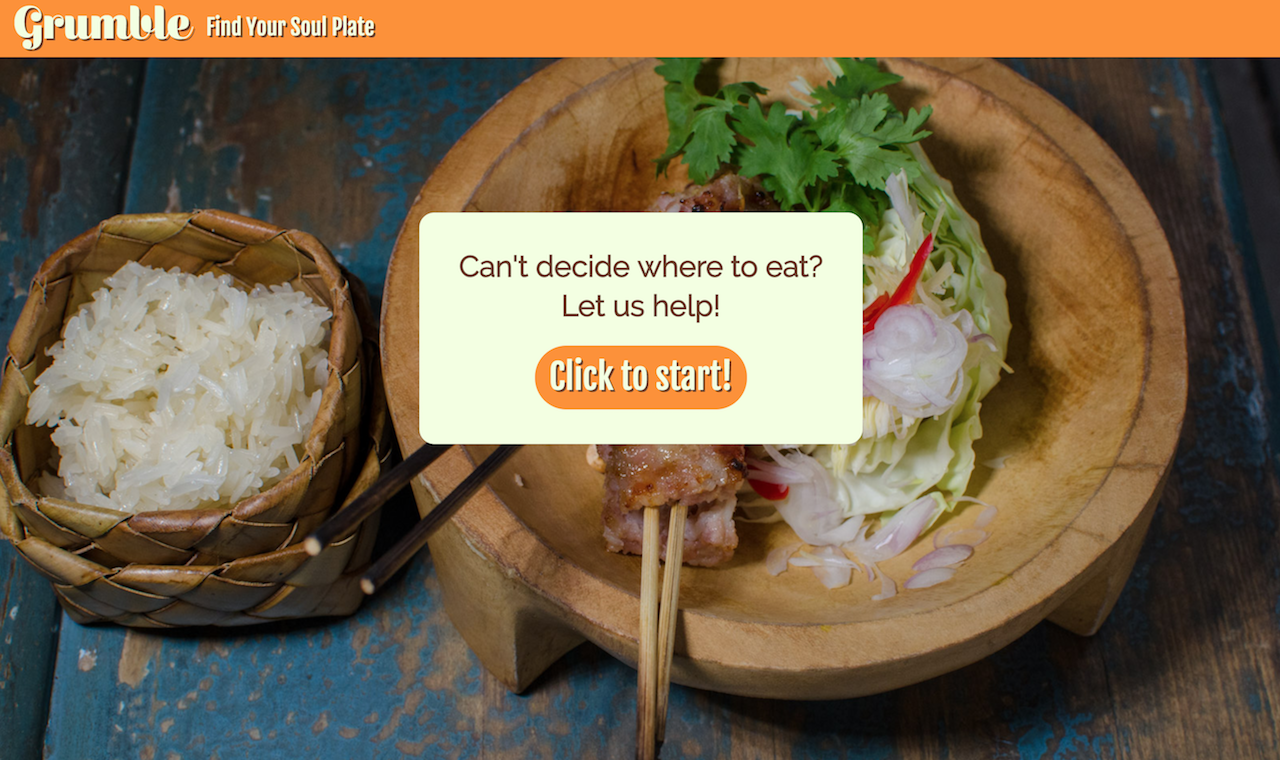 Grumble Find Your Soul Plate
Can't decide where to eat?
Let us help!
Click to start!